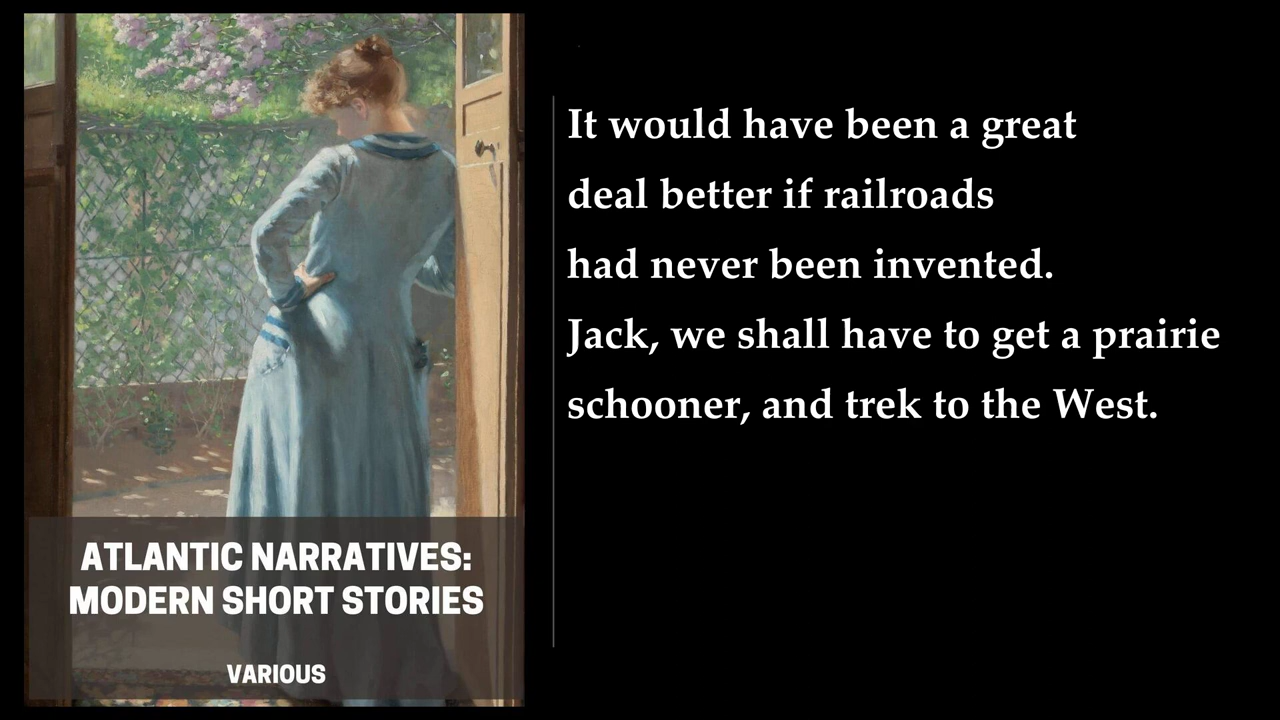 It would have been a great
deal better if railroads
had never been invented.
Jack, we shall have to get a prairie
schooner, and trek to the West.
ATLANTIC NARRATIVES:
MODERN SHORT STORIES
VARIOUS